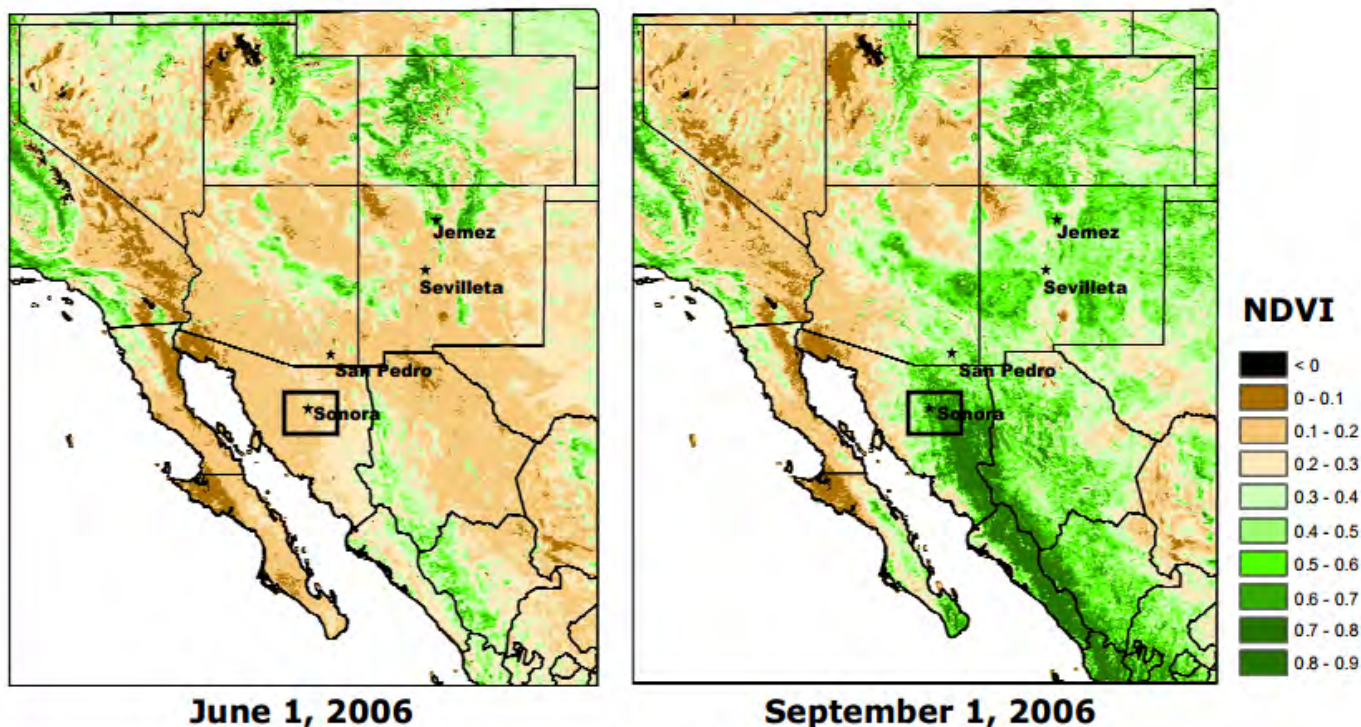 Jemez
Sevilleta
San Pedro
Sonora
Jemez
Sevilleta
San Pedro
Sonora
NDVI
< 0
0 - 0.1
0.1 - 0.2
0.2 - 0.3
0.3 - 0.4
0.4 - 0.5
0.5 - 0.6
0.6 - 0.7
0.7 - 0.8
0.8 - 0.9
June 1, 2006
September 1, 2006